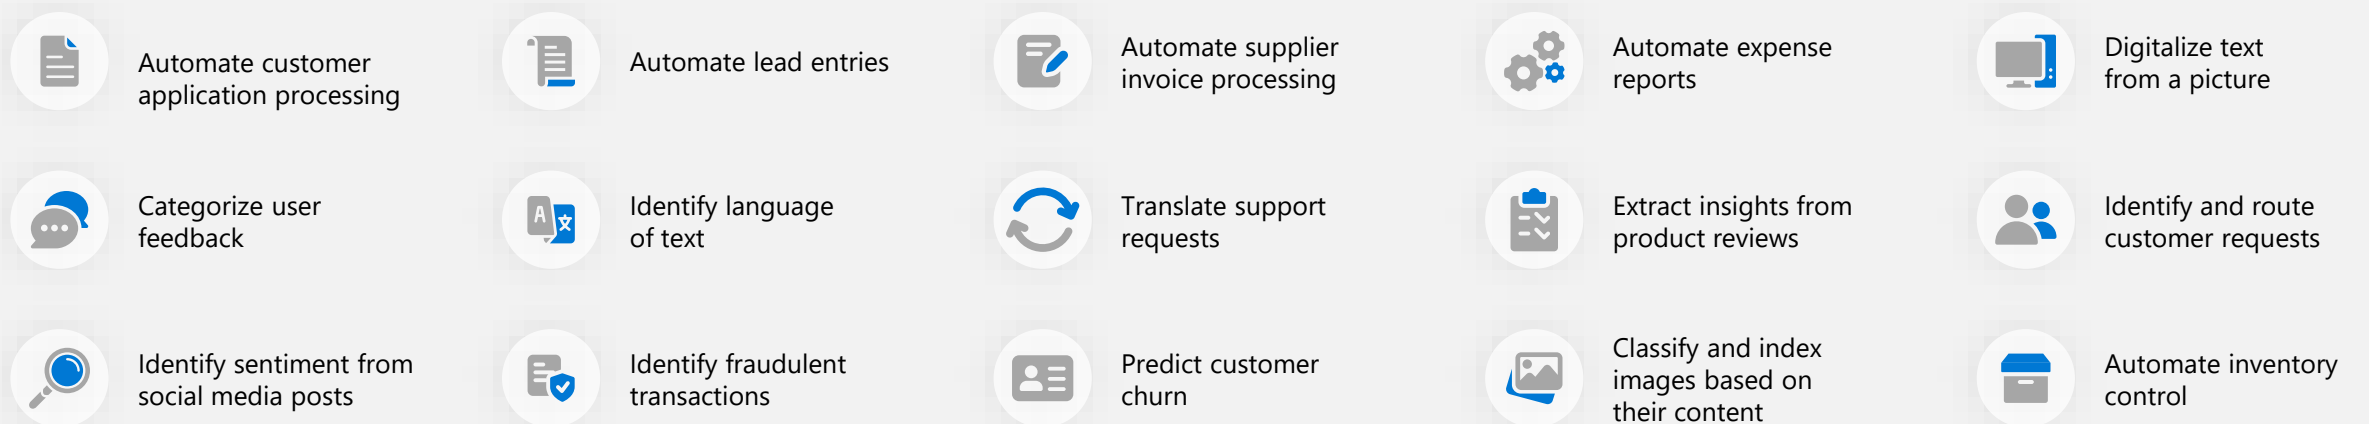 Automate customer
application processing
Automate lead entries
Automate supplier
invoice processing
Automate expense
reports
Digitalize text
from a picture
Categorize user
feedback
A
Identify language
of text
Translate support
requests
Extract insights from
product reviews
Identify and route
customer requests
Identify sentiment from
social media posts
Identify fraudulent
transactions
Predict customer
churn
Classify and index
images based on
their content
Automate inventory
control